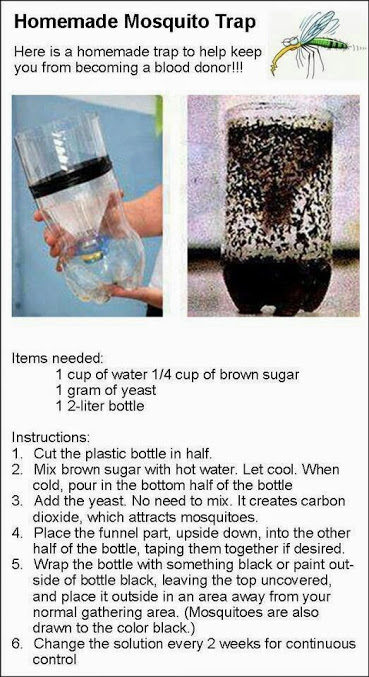 Homemade Mosquito Trap
Here is a homemade trap to help keep
you from becoming a blood donor!!!
Items needed:
1 cup of water 1/4 cup of brown sugar
1 gram of yeast
1 2-liter bottle
Instructions:
1. Cut the plastic bottle in half.
2. Mix brown sugar with hot water. Let cool. When
cold, pour in the bottom half of the bottle
3. Add the yeast. No need to mix. It creates carbon
dioxide, which attracts mosquitoes.
4. Place the funnel part, upside down, into the other
half of the bottle, taping them together if desired.
5. Wrap the bottle with something black or paint out-
side of bottle black, leaving the top uncovered,
and place it outside in an area away from your
normal gathering area. (Mosquitoes are also
drawn to the color black.)
6. Change the solution every 2 weeks for continuous
control